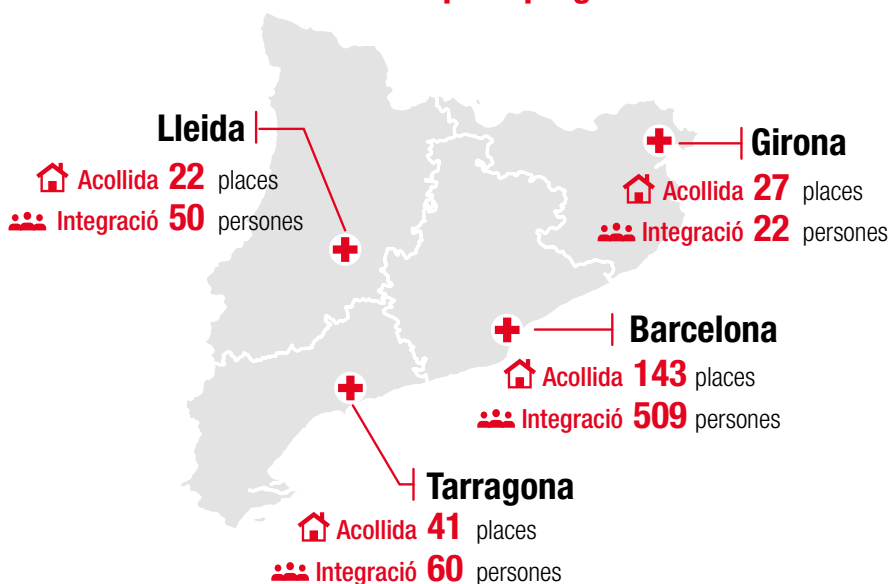 Lleida
Acollida 22 places
Integració 50 persones
Girona
Acollida 27 places
Integració 22 persones
Barcelona
Acollida 143 places
Integració 509 persones
Tarragona
Acollida 41 places
Integració 60 persones